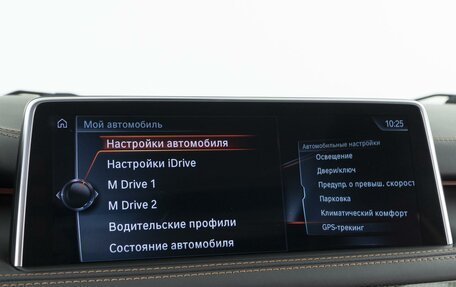 Мой автомобиль
10:25
Настройки автомобиля
Настройки iDrive
M Drive 1
M Drive 2
Водительские профили
Состояние автомобиля
Автомобильные настройки
Освещение
Двери/ключ
Предупр. о превыш. скорост
Парковка
Климатический комфорт
GPS-трекинг